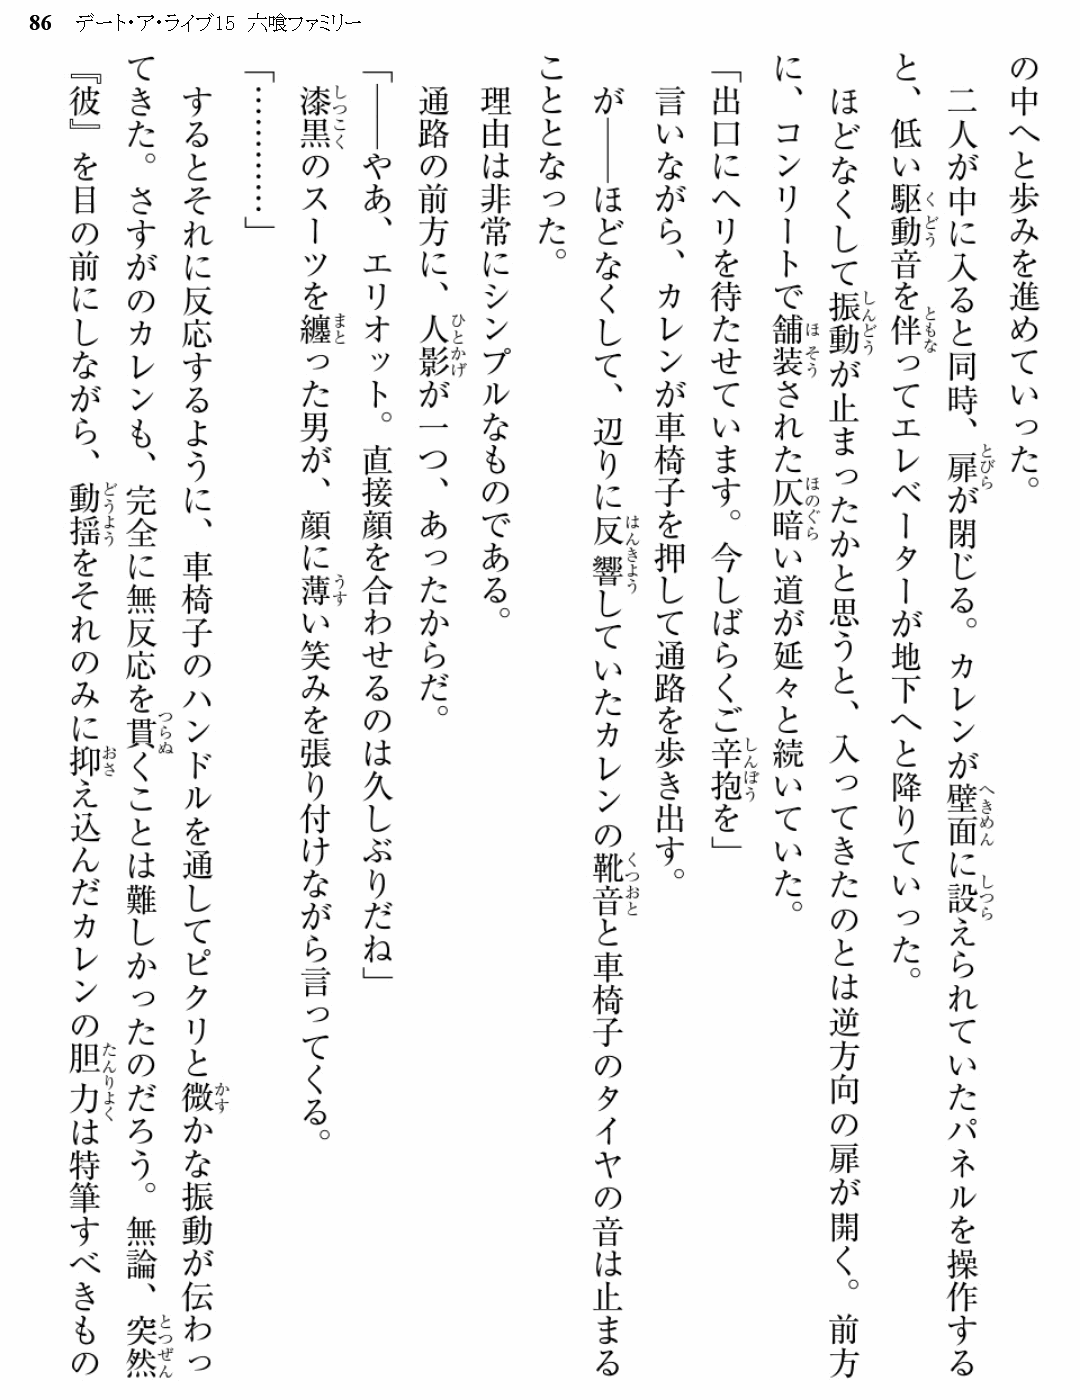 86 デート・ア・ライブ15 六喰ファミリー
の中へと歩みを進めていった。
二人が中に入ると同時、扉が閉じる。カレンが壁面に設えられていたパネルを操作する
と、低い駆動音を伴ってエレベーターが地下へと降りていった。
ほどなくして振動が止まったかと思うと、入ってきたのとは逆方向の扉が開く。前方
に、コンクリートで舗装された仄暗い道が延々と続いていた。
「出口にヘリを待たせています。今しばらくご辛抱を」
言いながら、カレンが車椅子を押して通路を歩き出す。
が――ほどなくして、辺りに反響していたカレンの靴音と車椅子のタイヤの音は止まる
こととなった。
理由は非常にシンプルなものである。
通路の前方に、人影が一つ、あったからだ。
「――やあ、エリオット。直接顔を合わせるのは久しぶりだね」
漆黒のスーツを纏った男が、顔に薄い笑みを張り付けながら言ってくる。
「…………」
するとそれに反応するように、車椅子のハンドルを通してピクリと微かな振動が伝わっ
てきた。さすがのカレンも、完全に無反応を貫くことは難しかったのだろう。無論、突然
『彼』を目の前にしながら、動揺をそれのみに抑え込んだカレンの胆力は特筆すべきもの